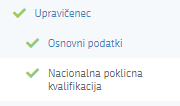 Upravičenec
Osnovni podatki
Nacionalna poklicna
kvalifikacija